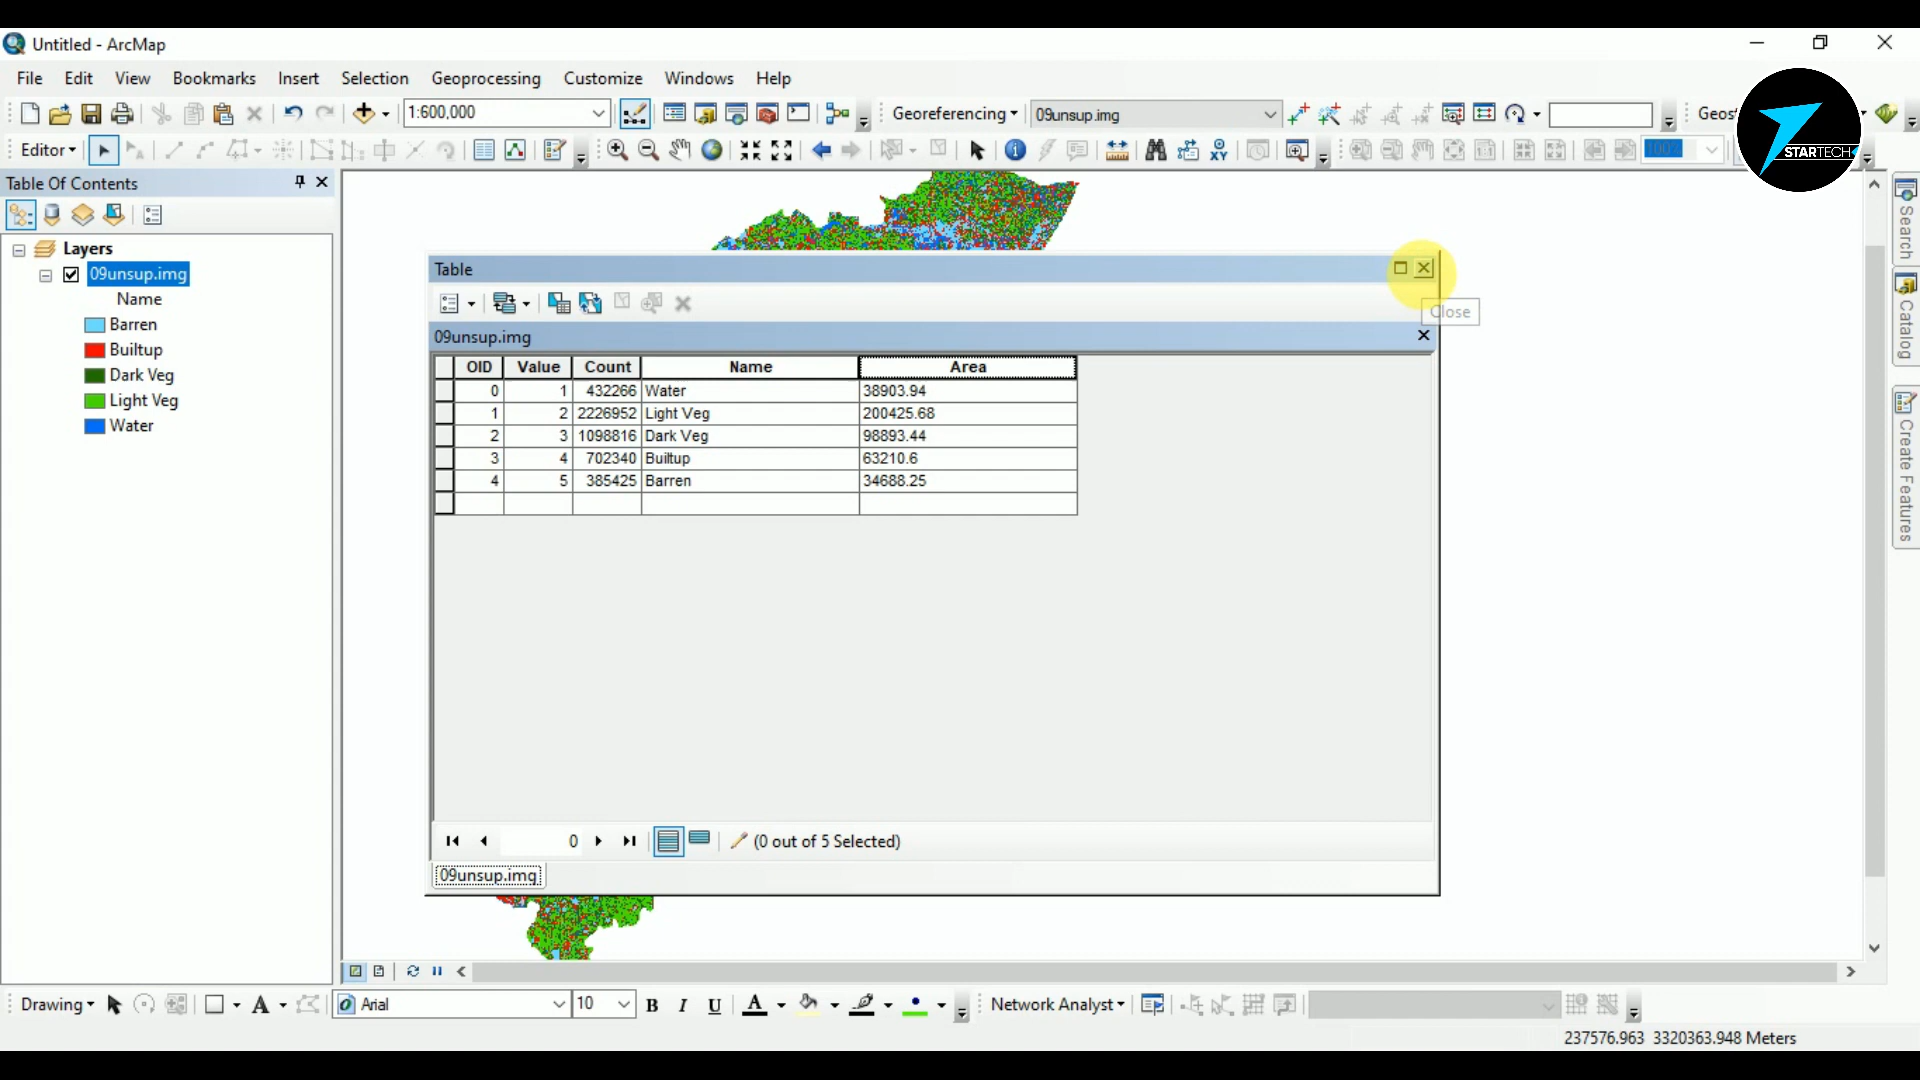 Untitled - ArcMap
File Edit View Bookmarks Insert Selection Geoprocessing Customize Windows Help
1:600,000 Georeferencing 09unsup.img Geos
Editor 100%
STARTECH
Table Of Contents
Layers
09unsup.img
Name
Barren
Builtup
Dark Veg
Light Veg
Water
Table
Close
09unsup.img
OID Value Count Name Area
0 1 432266 Water 38903.94
1 2 2226952 Light Veg 200425.68
2 3 1098816 Dark Veg 98893.44
3 4 702340 Builtup 63210.6
4 5 385425 Barren 34688.25
0 (0 out of 5 Selected)
09unsup.img
Search
Catalog
Create Features
Drawing A Arial 10 B I U A Network Analyst
237576.963 3320363.948 Meters